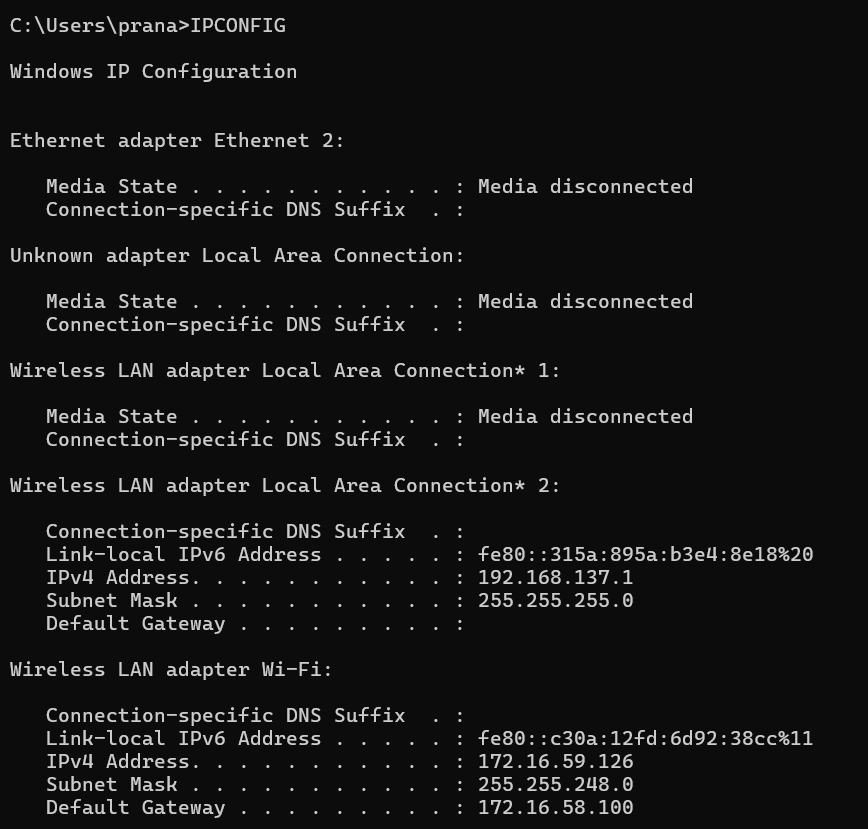 C:\Users\prana>IPCONFIG
Windows IP Configuration
Ethernet adapter Ethernet 2:
   Media State . . . . . . . . . . . : Media disconnected
   Connection-specific DNS Suffix  . :
Unknown adapter Local Area Connection:
   Media State . . . . . . . . . . . : Media disconnected
   Connection-specific DNS Suffix  . :
Wireless LAN adapter Local Area Connection* 1:
   Media State . . . . . . . . . . . : Media disconnected
   Connection-specific DNS Suffix  . :
Wireless LAN adapter Local Area Connection* 2:
   Connection-specific DNS Suffix  . :
   Link-local IPv6 Address . . . . . : fe80::315a:895a:b3e4:8e18%20
   IPv4 Address. . . . . . . . . . . : 192.168.137.1
   Subnet Mask . . . . . . . . . . . : 255.255.255.0
   Default Gateway . . . . . . . . . :
Wireless LAN adapter Wi-Fi:
   Connection-specific DNS Suffix  . :
   Link-local IPv6 Address . . . . . : fe80::c30a:12fd:6d92:38cc%11
   IPv4 Address. . . . . . . . . . . : 172.16.59.126
   Subnet Mask . . . . . . . . . . . : 255.255.248.0
   Default Gateway . . . . . . . . . : 172.16.58.100